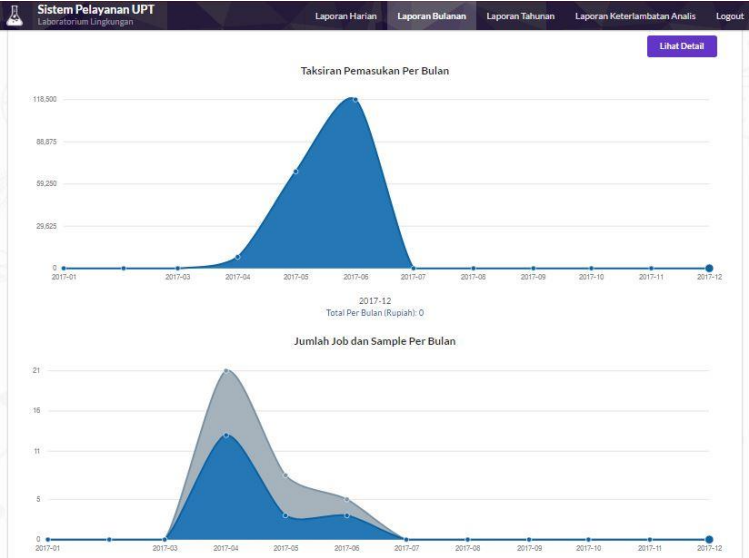 Sistem Pelayanan UPT
Laboratorium Lingkungan
Laporan Harian Laporan Bulanan Laporan Tahunan Laporan Keterlambatan Analis Logout
Lihat Detail
Taksiran Pemasukan Per Bulan
118,500
88,875
59,250
29,625
0
2017-01 2017-03 2017-04 2017-05 2017-06 2017-07 2017-08 2017-09 2017-10 2017-11 2017-12
2017-12
Total Per Bulan (Rupiah): 0
Jumlah Job dan Sample Per Bulan
21
16
11
5
0
2017-01 2017-03 2017-04 2017-05 2017-06 2017-07 2017-08 2017-09 2017-10 2017-11 2017-12